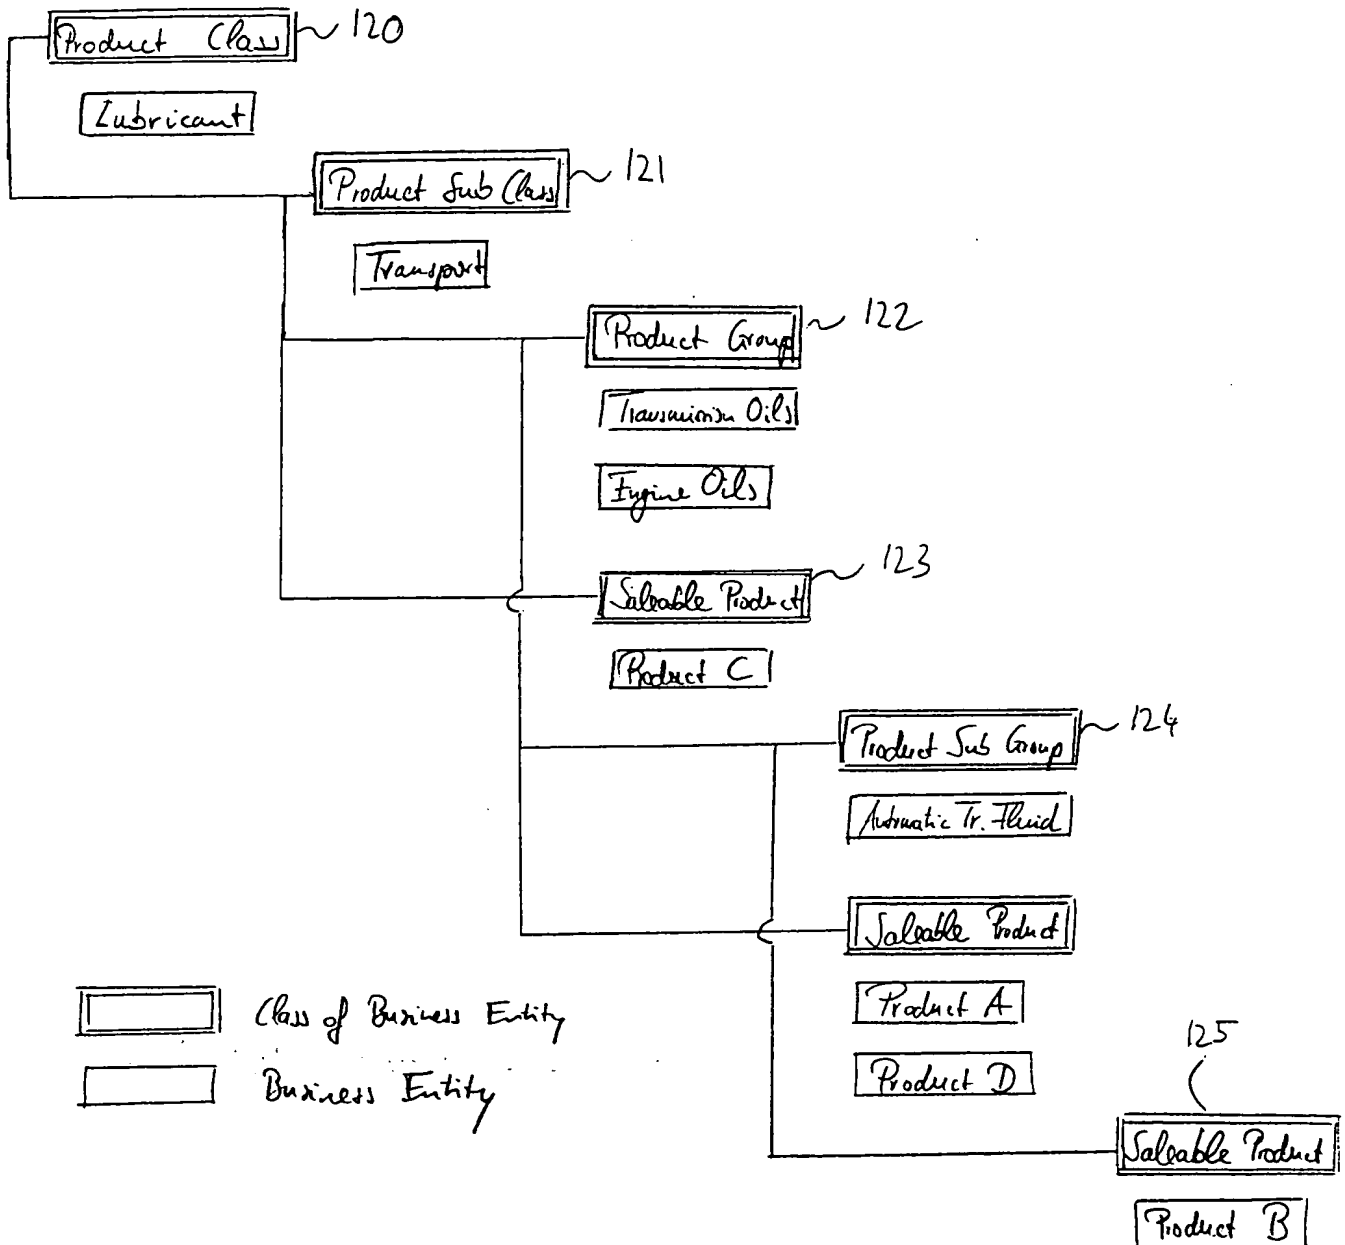 Product Class 120
Lubricant
Product Sub Class 121
Transport
Product Group 122
Transmission Oils
Engine Oils
123
Saleable Product
Product C
Product Sub Group 124
Automatic Tr. Fluid
Saleable Product
Product A
Class of Business Entity
125
Product D
Business Entity
Saleable Product
Product B